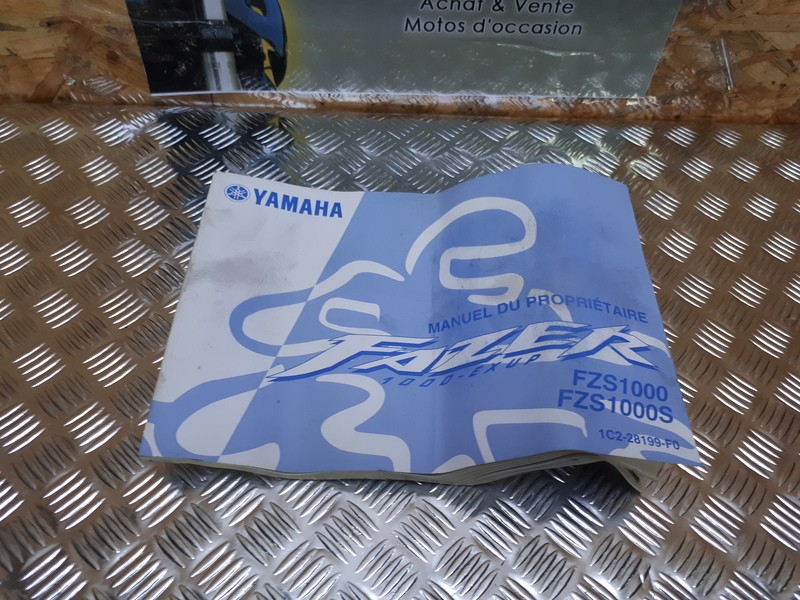 Achat & Vente
Motos d'occasion
YAMAHA
MANUEL DU PROPRIÉTAIRE
FAZER
1000-EXUP
FZS1000
FZS1000S
1C2-28199-F0